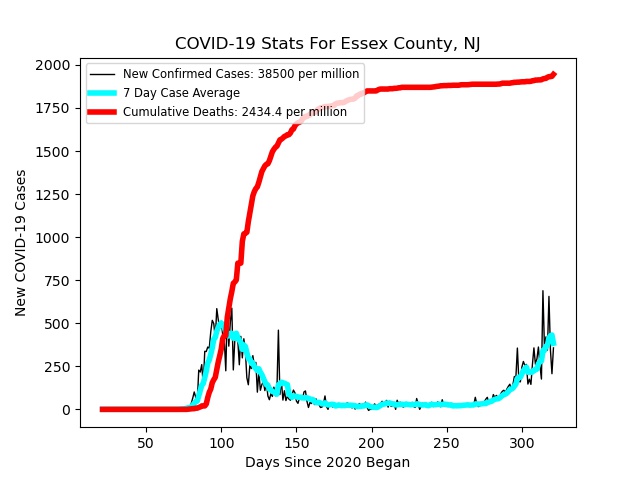 COVID-19 Stats For Essex County, NJ
New Confirmed Cases: 38500 per million
7 Day Case Average
Cumulative Deaths: 2434.4 per million
New COVID-19 Cases
2000
1750
1500
1250
1000
750
500
250
0
50 100 150 200 250 300
Days Since 2020 Began